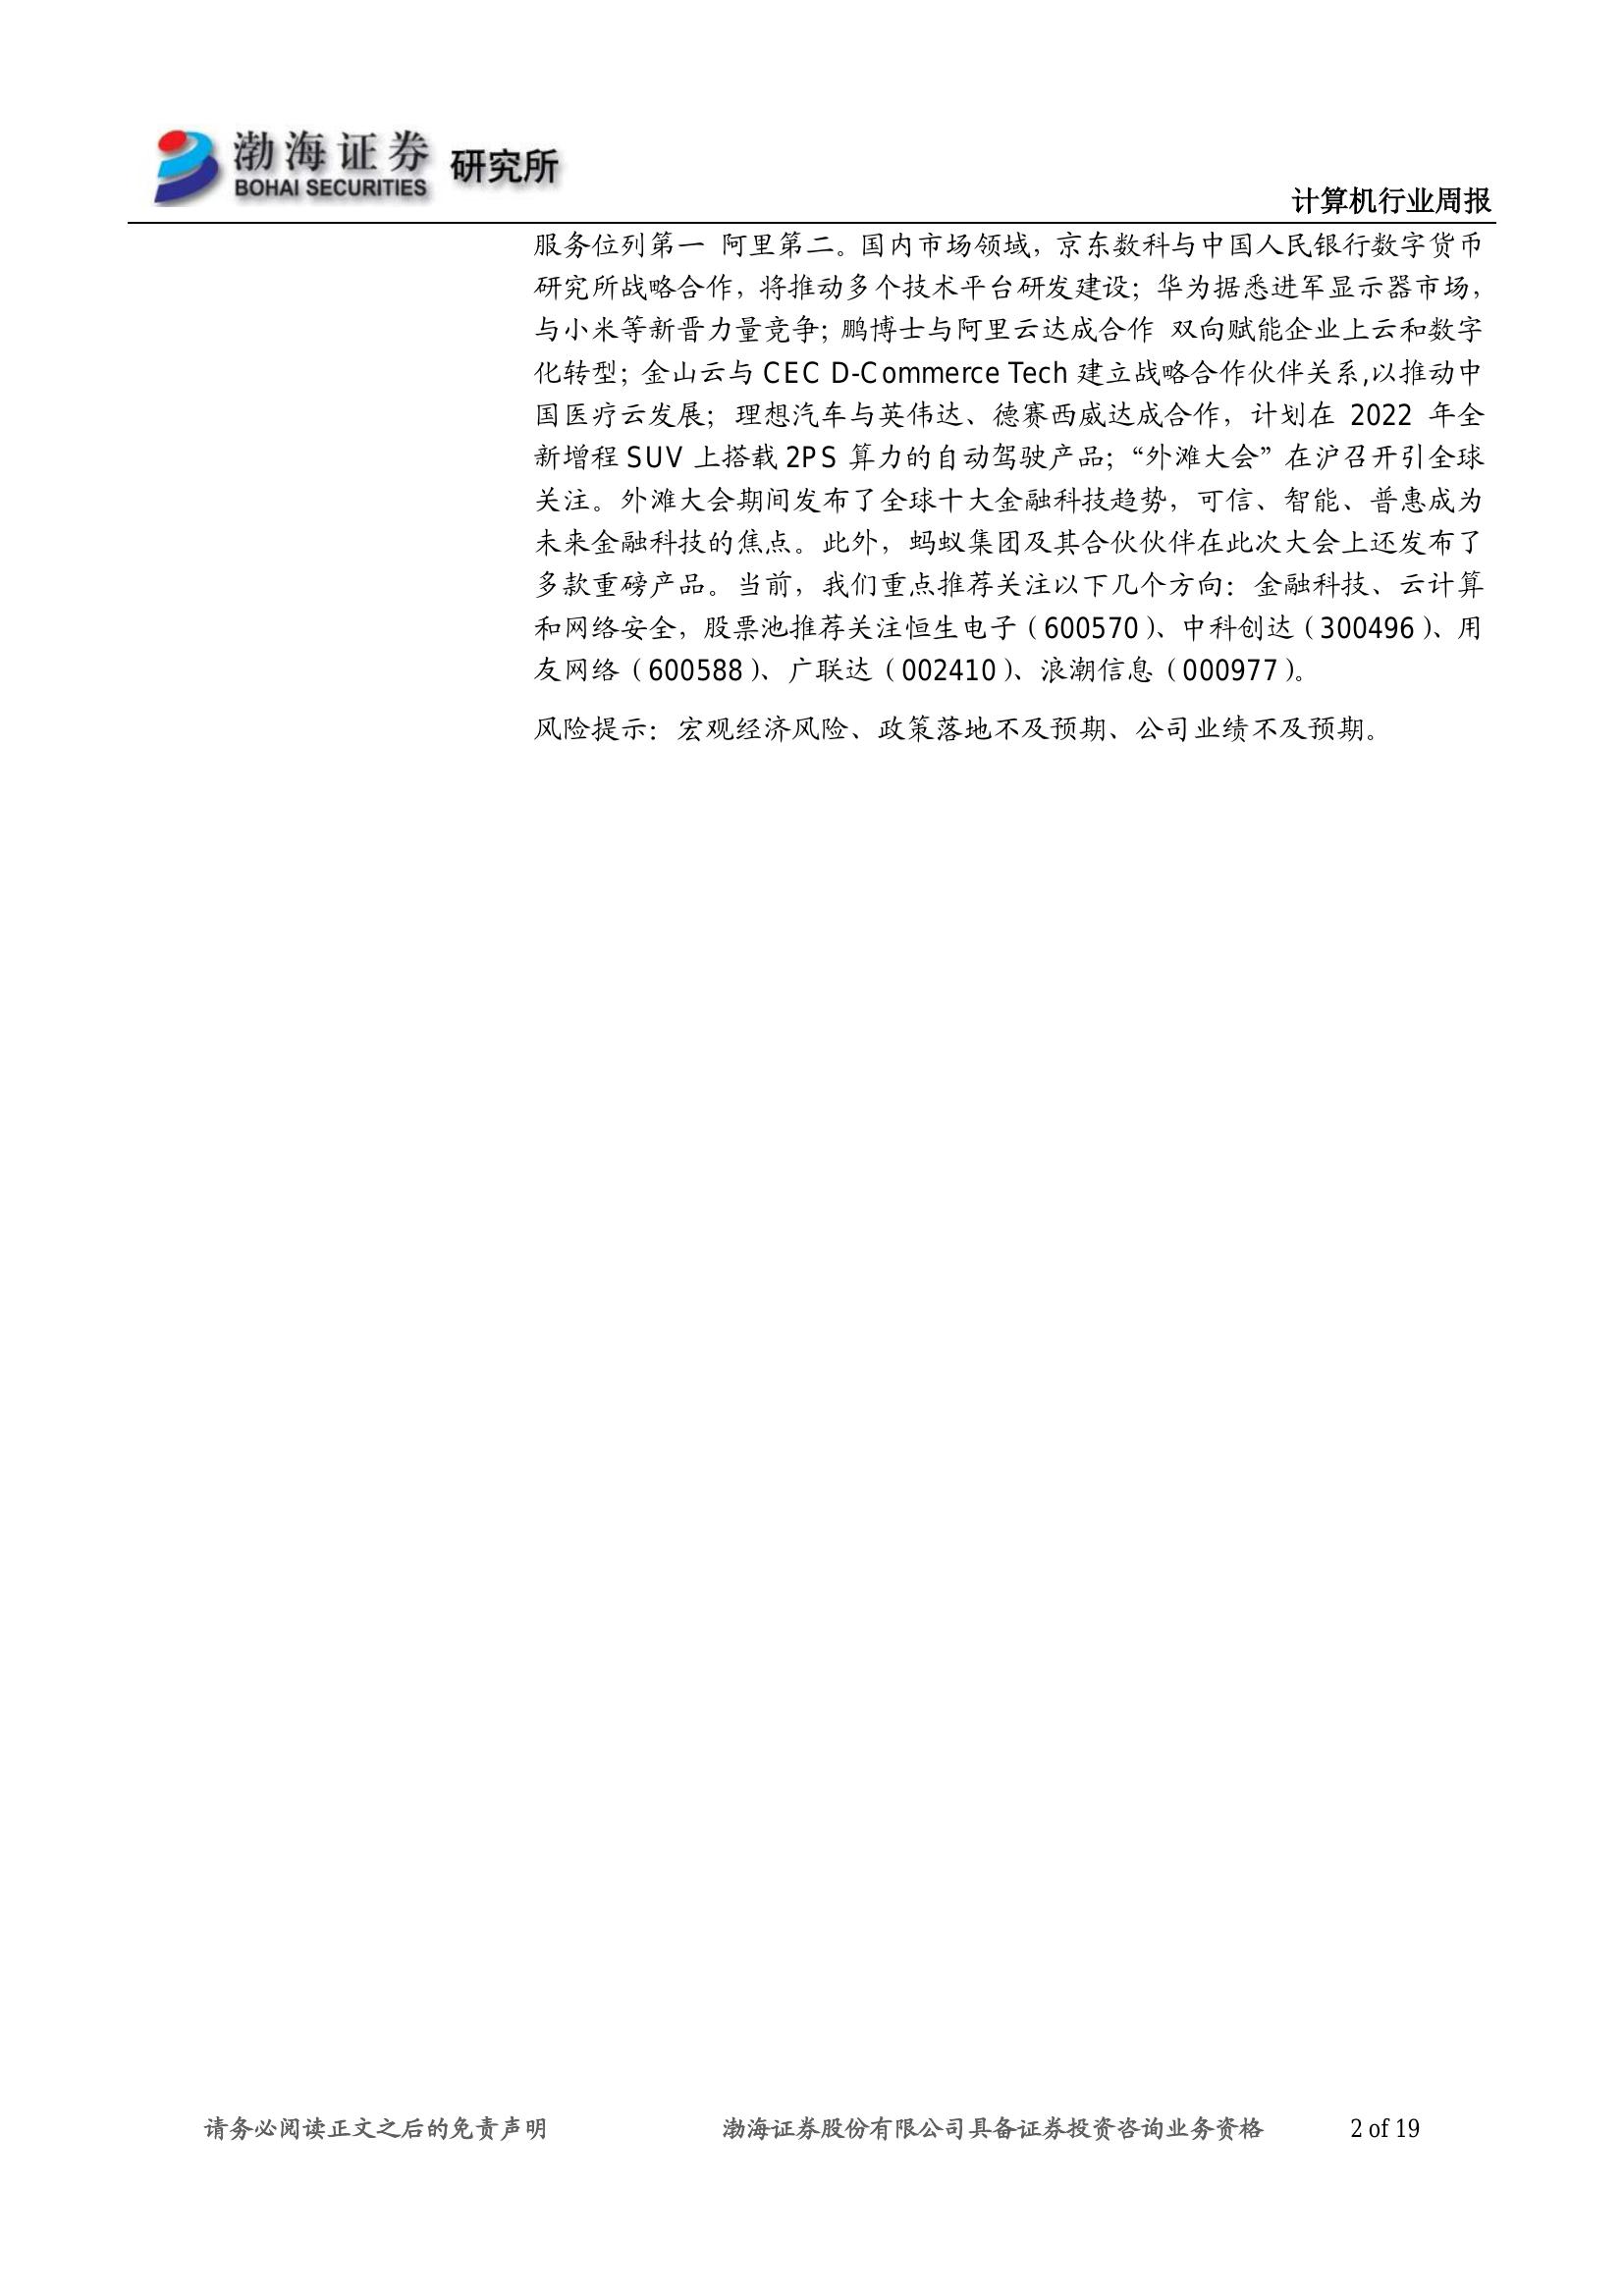 渤海证券 研究所
BOHAI SECURITIES
计算机行业周报
服务位列第一 阿里第二。国内市场领域，京东数科与中国人民银行数字货币
研究所战略合作，将推动多个技术平台研发建设；华为据悉进军显示器市场，
与小米等新晋力量竞争；鹏博士与阿里云达成合作 双向赋能企业上云和数字
化转型；金山云与 CEC D-Commerce Tech 建立战略合作伙伴关系,以推动中
国医疗云发展；理想汽车与英伟达、德赛西威达成合作，计划在 2022 年全
新增程 SUV 上搭载 2PS 算力的自动驾驶产品；“外滩大会”在沪召开引全球
关注。外滩大会期间发布了全球十大金融科技趋势，可信、智能、普惠成为
未来金融科技的焦点。此外，蚂蚁集团及其合伙伙伴在此次大会上还发布了
多款重磅产品。当前，我们重点推荐关注以下几个方向：金融科技、云计算
和网络安全，股票池推荐关注恒生电子（600570）、中科创达（300496）、用
友网络（600588）、广联达（002410）、浪潮信息（000977）。
风险提示：宏观经济风险、政策落地不及预期、公司业绩不及预期。
请务必阅读正文之后的免责声明 渤海证券股份有限公司具备证券投资咨询业务资格 2 of 19